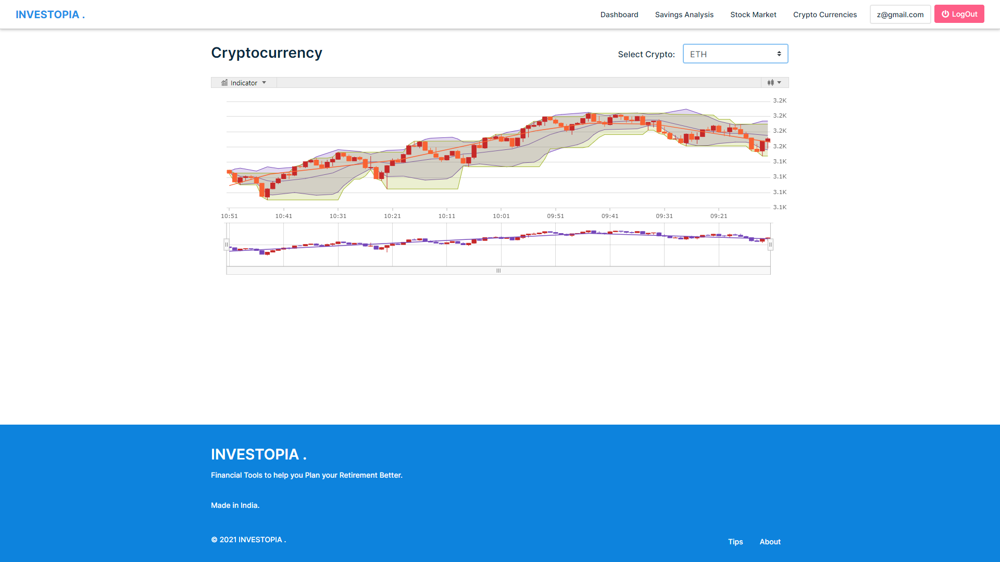 INVESTOPIA .
Dashboard Savings Analysis Stock Market Crypto Currencies z@gmail.com LogOut
Cryptocurrency
Select Crypto: ETH
Indicator
3.2K
3.2K
3.2K
3.2K
3.1K
3.1K
3.1K
3.1K
10:51 10:41 10:31 10:21 10:11 10:01 09:51 09:41 09:31 09:21
INVESTOPIA .
Financial Tools to help you Plan your Retirement Better.
Made in India.
© 2021 INVESTOPIA .
Tips About